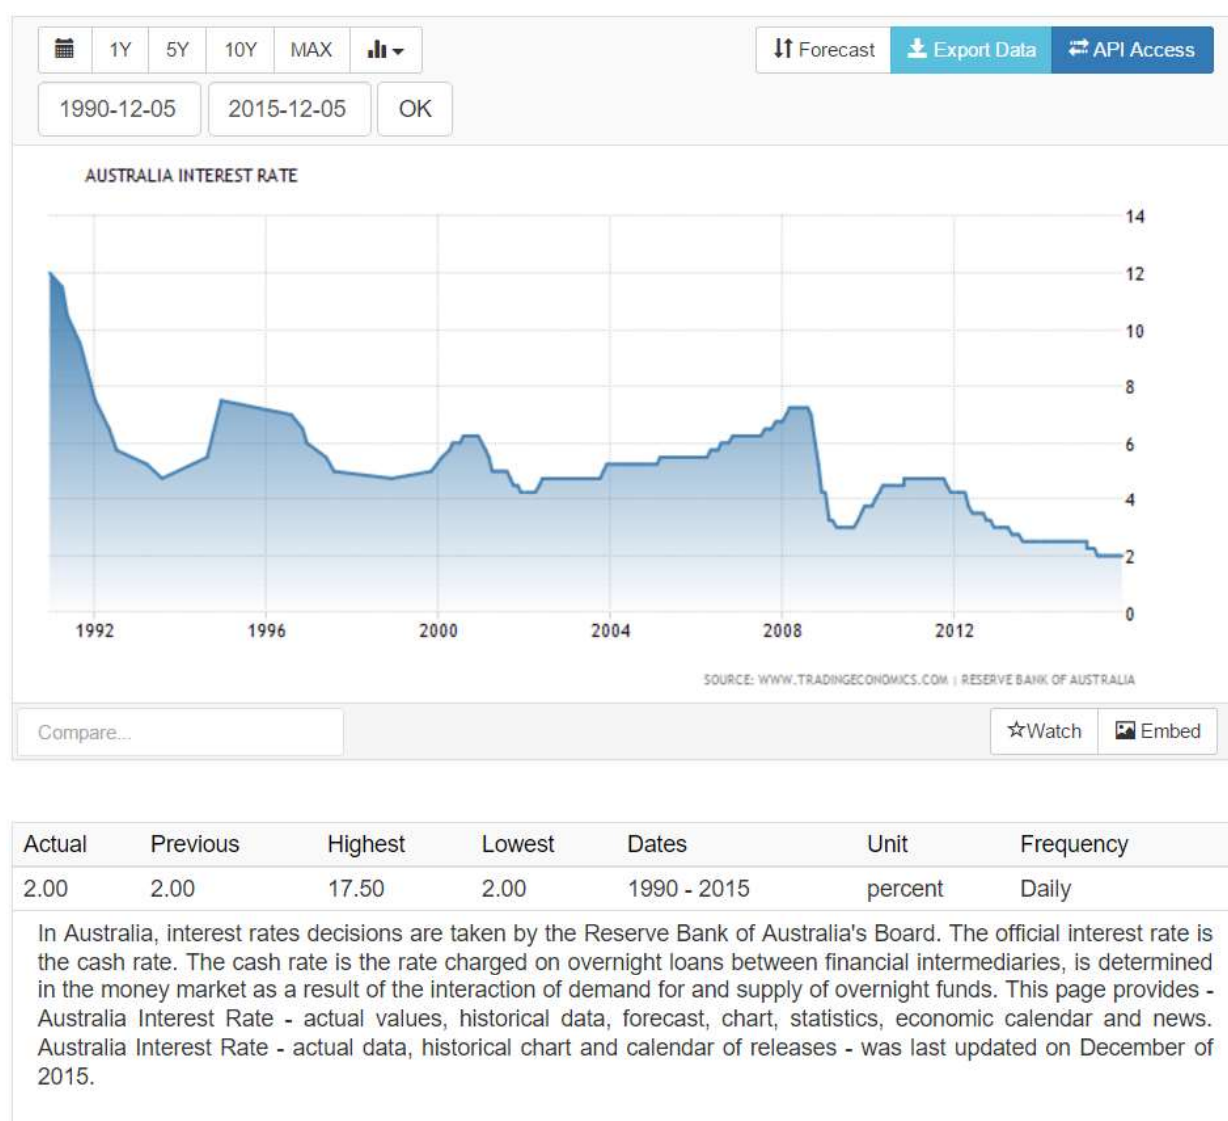 1Y 5Y 10Y MAX Forecast Export Data API Access
1990-12-05 2015-12-05 OK
AUSTRALIA INTEREST RATE
14
12
10
8
6
4
2
0
1992 1996 2000 2004 2008 2012
SOURCE: WWW.TRADINGECONOMICS.COM | RESERVE BANK OF AUSTRALIA
Compare... Watch Embed
Actual Previous Highest Lowest Dates Unit Frequency
2.00 2.00 17.50 2.00 1990 - 2015 percent Daily
In Australia, interest rates decisions are taken by the Reserve Bank of Australia's Board. The official interest rate is
the cash rate. The cash rate is the rate charged on overnight loans between financial intermediaries, is determined
in the money market as a result of the interaction of demand for and supply of overnight funds. This page provides -
Australia Interest Rate - actual values, historical data, forecast, chart, statistics, economic calendar and news.
Australia Interest Rate - actual data, historical chart and calendar of releases - was last updated on December of
2015.